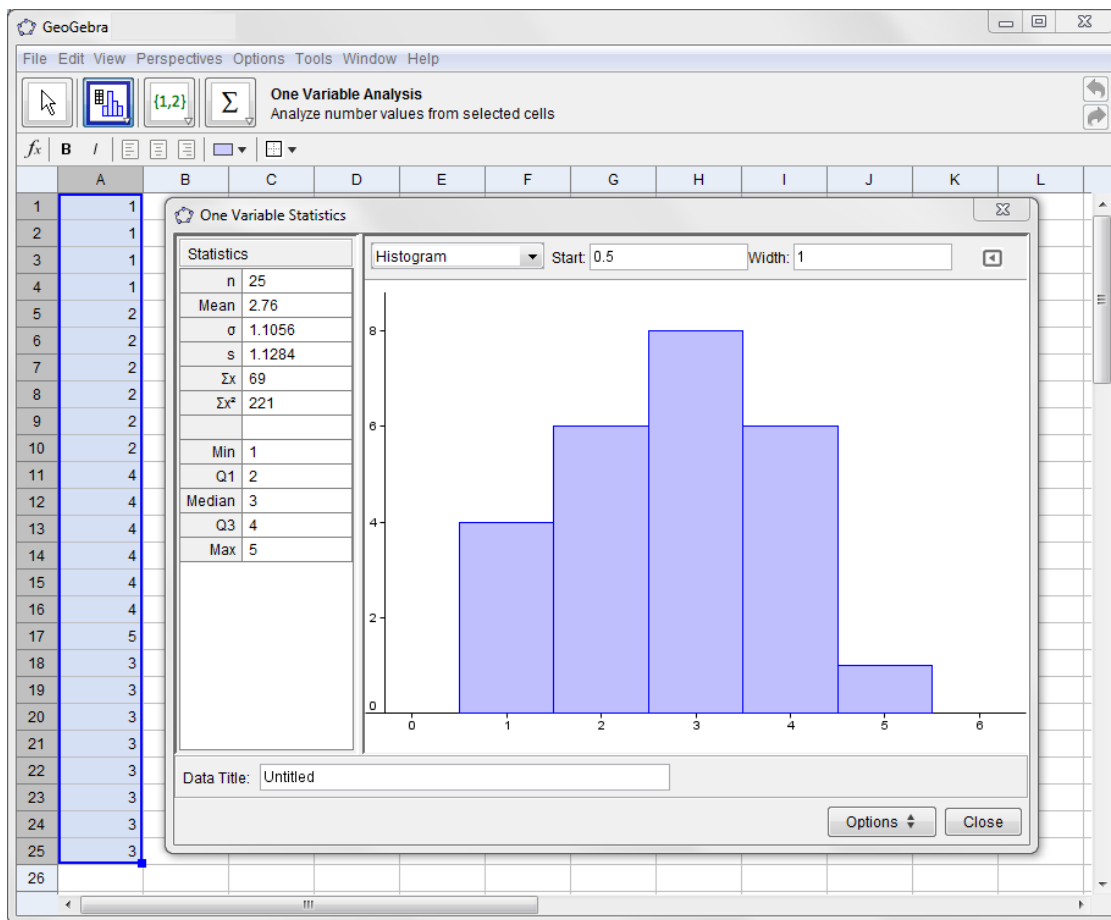 GeoGebra
File Edit View Perspectives Options Tools Window Help
{1,2} Σ One Variable Analysis
Analyze number values from selected cells
fx B I
A B C D E F G H I J K L
1 1
2 1
3 1
4 1
5 2
6 2
7 2
8 2
9 2
10 2
11 4
12 4
13 4
14 4
15 4
16 4
17 5
18 3
19 3
20 3
21 3
22 3
23 3
24 3
25 3
26
One Variable Statistics
Statistics
n 25
Mean 2.76
σ 1.1056
s 1.1284
Σx 69
Σx² 221
Min 1
Q1 2
Median 3
Q3 4
Max 5
Histogram Start: 0.5 Width: 1
8
6
4
2
0
0 1 2 3 4 5 6
Data Title: Untitled
Options Close